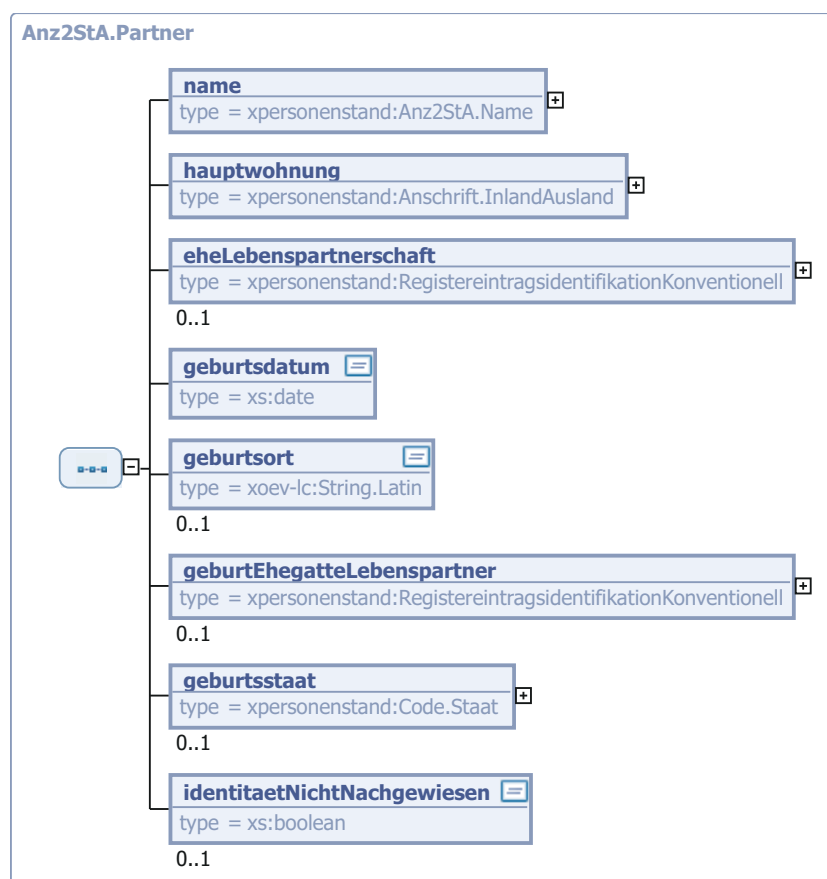 Anz2StA.Partner
name
type = xpersonenstand:Anz2StA.Name
hauptwohnung
type = xpersonenstand:Anschrift.InlandAusland
eheLebenspartnerschaft
type = xpersonenstand:RegistereintragsidentifikationKonventionell
0..1
geburtsdatum
type = xs:date
geburtsort
type = xoev-lc:String.Latin
0..1
geburtEhegatteLebenspartner
type = xpersonenstand:RegistereintragsidentifikationKonventionell
0..1
geburtsstaat
type = xpersonenstand:Code.Staat
0..1
identitaetNichtNachgewiesen
type = xs:boolean
0..1